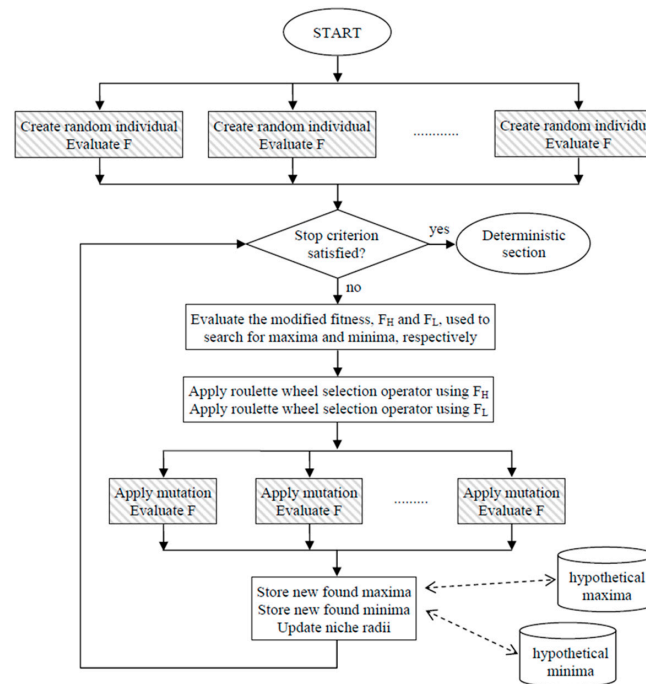 START
Create random individual
Evaluate F
Create random individual
Evaluate F
............
Create random individual
Evaluate F
Stop criterion
satisfied?
yes
Deterministic
section
no
Evaluate the modified fitness, FH and FL, used to
search for maxima and minima, respectively
Apply roulette wheel selection operator using FH
Apply roulette wheel selection operator using FL
Apply mutation
Evaluate F
Apply mutation
Evaluate F
.........
Apply mutation
Evaluate F
Store new found maxima
Store new found minima
Update niche radii
hypothetical
maxima
hypothetical
minima